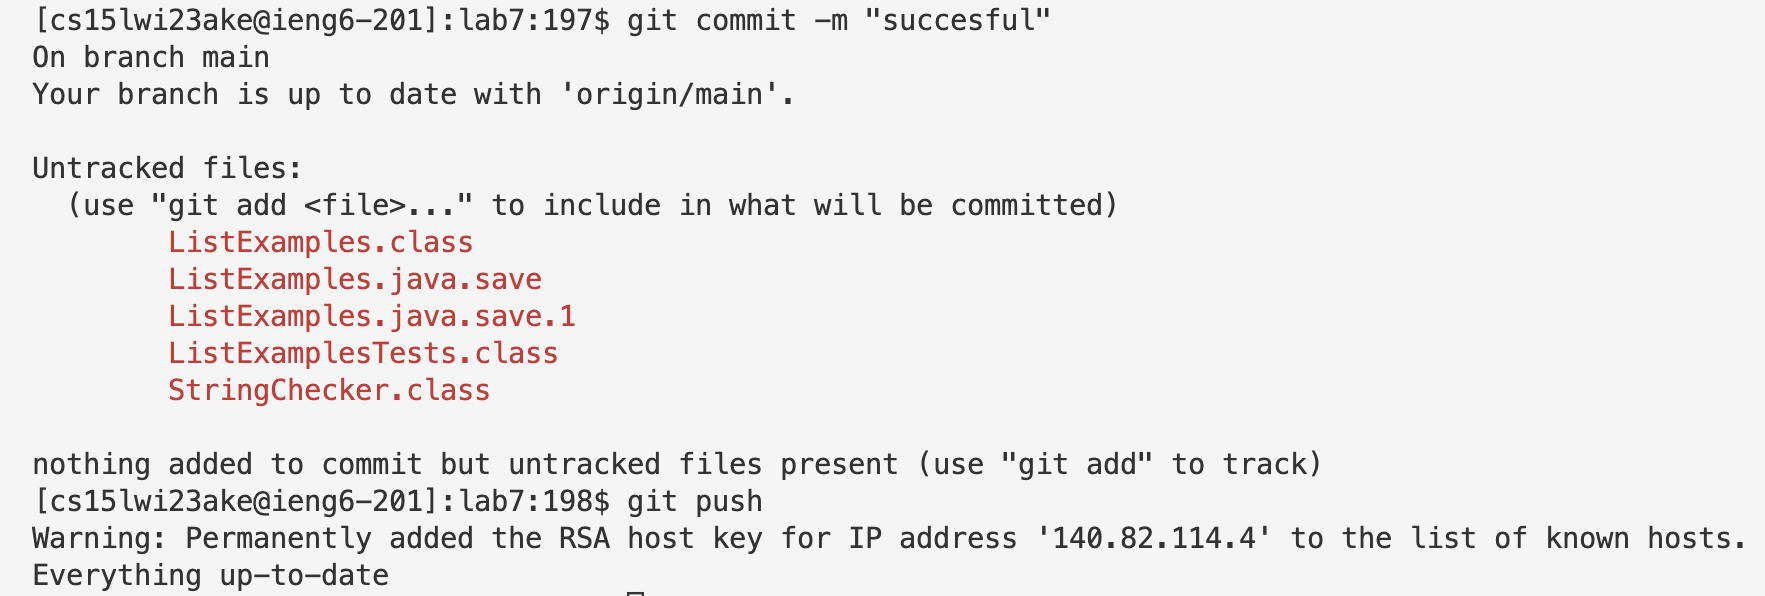 [cs15lwi23ake@ieng6-201]:lab7:197$ git commit -m "succesful"
On branch main
Your branch is up to date with 'origin/main'.
Untracked files:
  (use "git add <file>..." to include in what will be committed)
        ListExamples.class
        ListExamples.java.save
        ListExamples.java.save.1
        ListExamplesTests.class
        StringChecker.class
nothing added to commit but untracked files present (use "git add" to track)
[cs15lwi23ake@ieng6-201]:lab7:198$ git push
Warning: Permanently added the RSA host key for IP address '140.82.114.4' to the list of known hosts.
Everything up-to-date